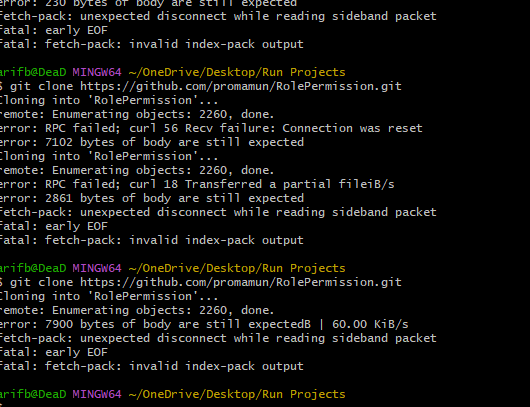 error: 230 bytes of body are still expected
fetch-pack: unexpected disconnect while reading sideband packet
fatal: early EOF
fatal: fetch-pack: invalid index-pack output
arifb@DeaD MINGW64 ~/OneDrive/Desktop/Run Projects
$ git clone https://github.com/promamun/RolePermission.git
Cloning into 'RolePermission'...
remote: Enumerating objects: 2260, done.
error: RPC failed; curl 56 Recv failure: Connection was reset
error: 7102 bytes of body are still expected
Cloning into 'RolePermission'...
remote: Enumerating objects: 2260, done.
error: RPC failed; curl 18 Transferred a partial fileiB/s
error: 2861 bytes of body are still expected
fetch-pack: unexpected disconnect while reading sideband packet
fatal: early EOF
fatal: fetch-pack: invalid index-pack output
arifb@DeaD MINGW64 ~/OneDrive/Desktop/Run Projects
$ git clone https://github.com/promamun/RolePermission.git
Cloning into 'RolePermission'...
remote: Enumerating objects: 2260, done.
error: 7900 bytes of body are still expectedB | 60.00 KiB/s
fetch-pack: unexpected disconnect while reading sideband packet
fatal: early EOF
fatal: fetch-pack: invalid index-pack output
arifb@DeaD MINGW64 ~/OneDrive/Desktop/Run Projects